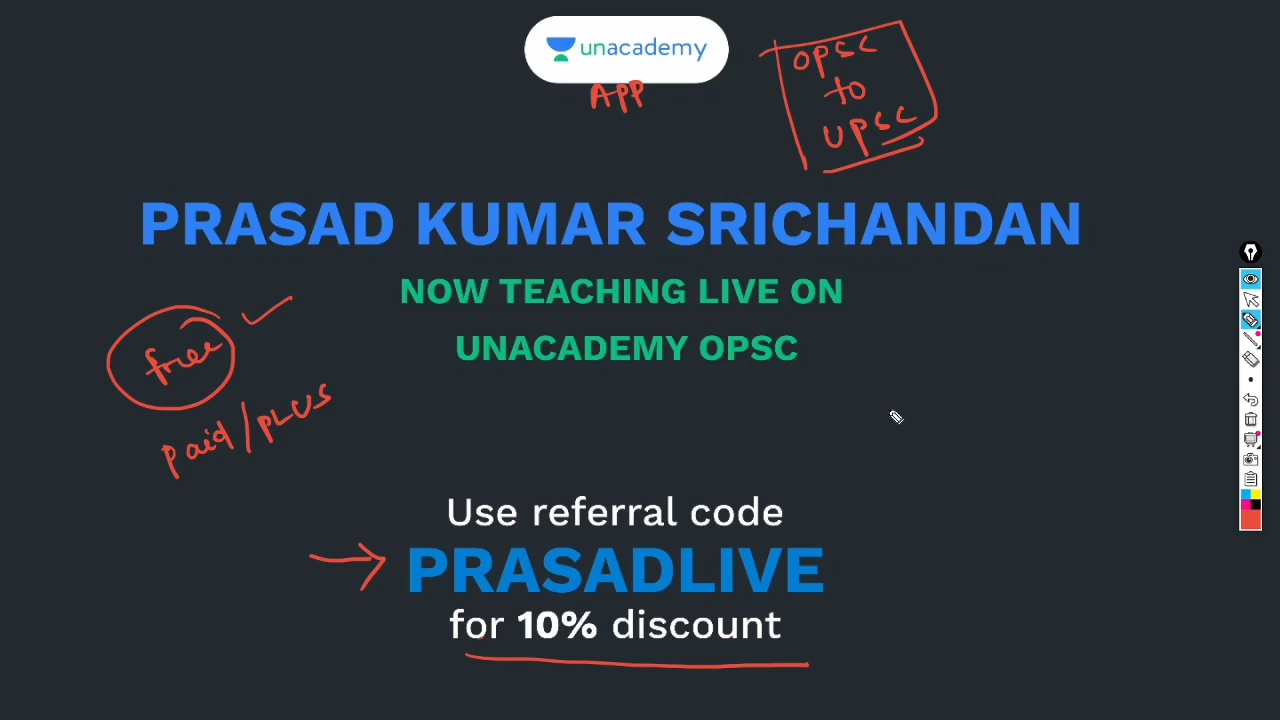 unacademy
APP
OPSC
to
UPSC
PRASAD KUMAR SRICHANDAN
NOW TEACHING LIVE ON
UNACADEMY OPSC
free
paid/PLUS
Use referral code
PRASADLIVE
for 10% discount